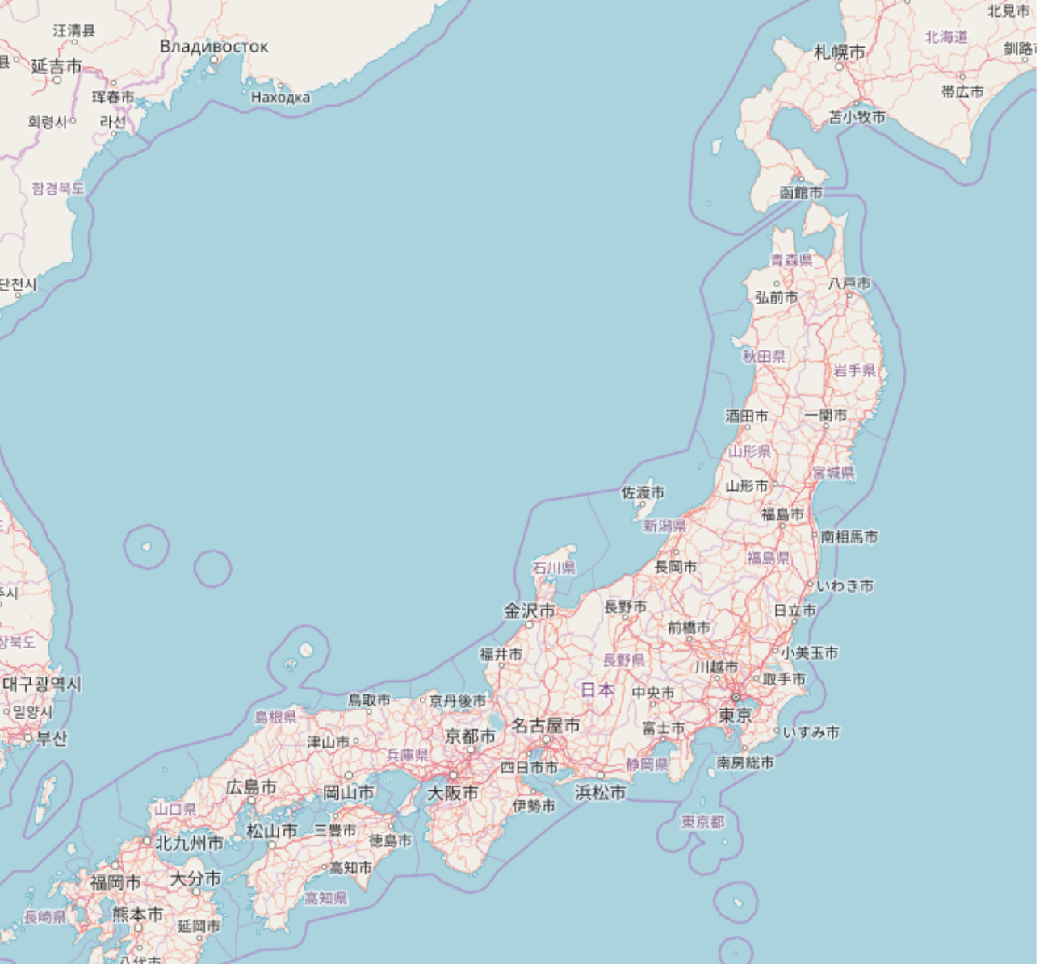 汪清县
北見市
Владивосток
北海道
札幌市
釧路市
县
延吉市
帯広市
珲春市
Находка
苫小牧市
회령시
라선
함경북도
函館市
青森県
단천시
弘前市
八戸市
秋田県
岩手県
酒田市
一関市
山形県
宮城県
山形市
佐渡市
福島市
新潟県
南相馬市
福島県
石川県
長岡市
いわき市
金沢市
長野市
日立市
前橋市
상북도
福井市
長野県
小美玉市
川越市
대구광역시
取手市
日本
中央市
鳥取市
京丹後市
밀양시
島根県
東京
名古屋市
富士市
いすみ市
부산
津山市
京都市
兵庫県
四日市市
静岡県
南房総市
広島市
岡山市
大阪市
浜松市
伊勢市
山口県
東京都
松山市
三豊市
北九州市
徳島市
高知市
福岡市
大分市
高知県
長崎県
熊本市
延岡市
八代市